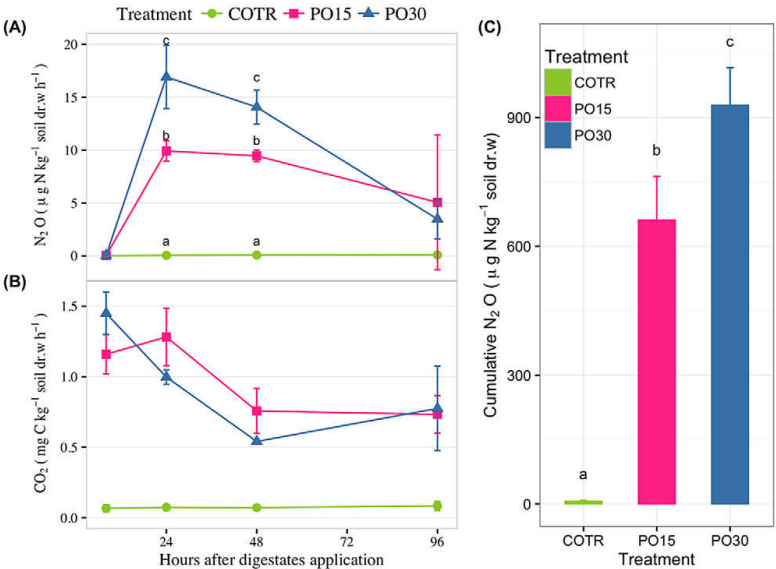 Treatment COTR PO15 PO30
(A)
20
15
10
5
0
N₂ O ( μ g N kg⁻¹ soil dr.w h⁻¹ )
c
c
b
b
a
a
(B)
1.5
1.0
0.5
0.0
CO₂ ( mg C kg⁻¹ soil dr.w h⁻¹ )
24 48 72 96
Hours after digestates application
(C)
Treatment
COTR
PO15
PO30
900
600
300
0
Cumulative N₂ O ( μ g N kg⁻¹ soil dr.w)
a
b
c
COTR PO15 PO30
Treatment